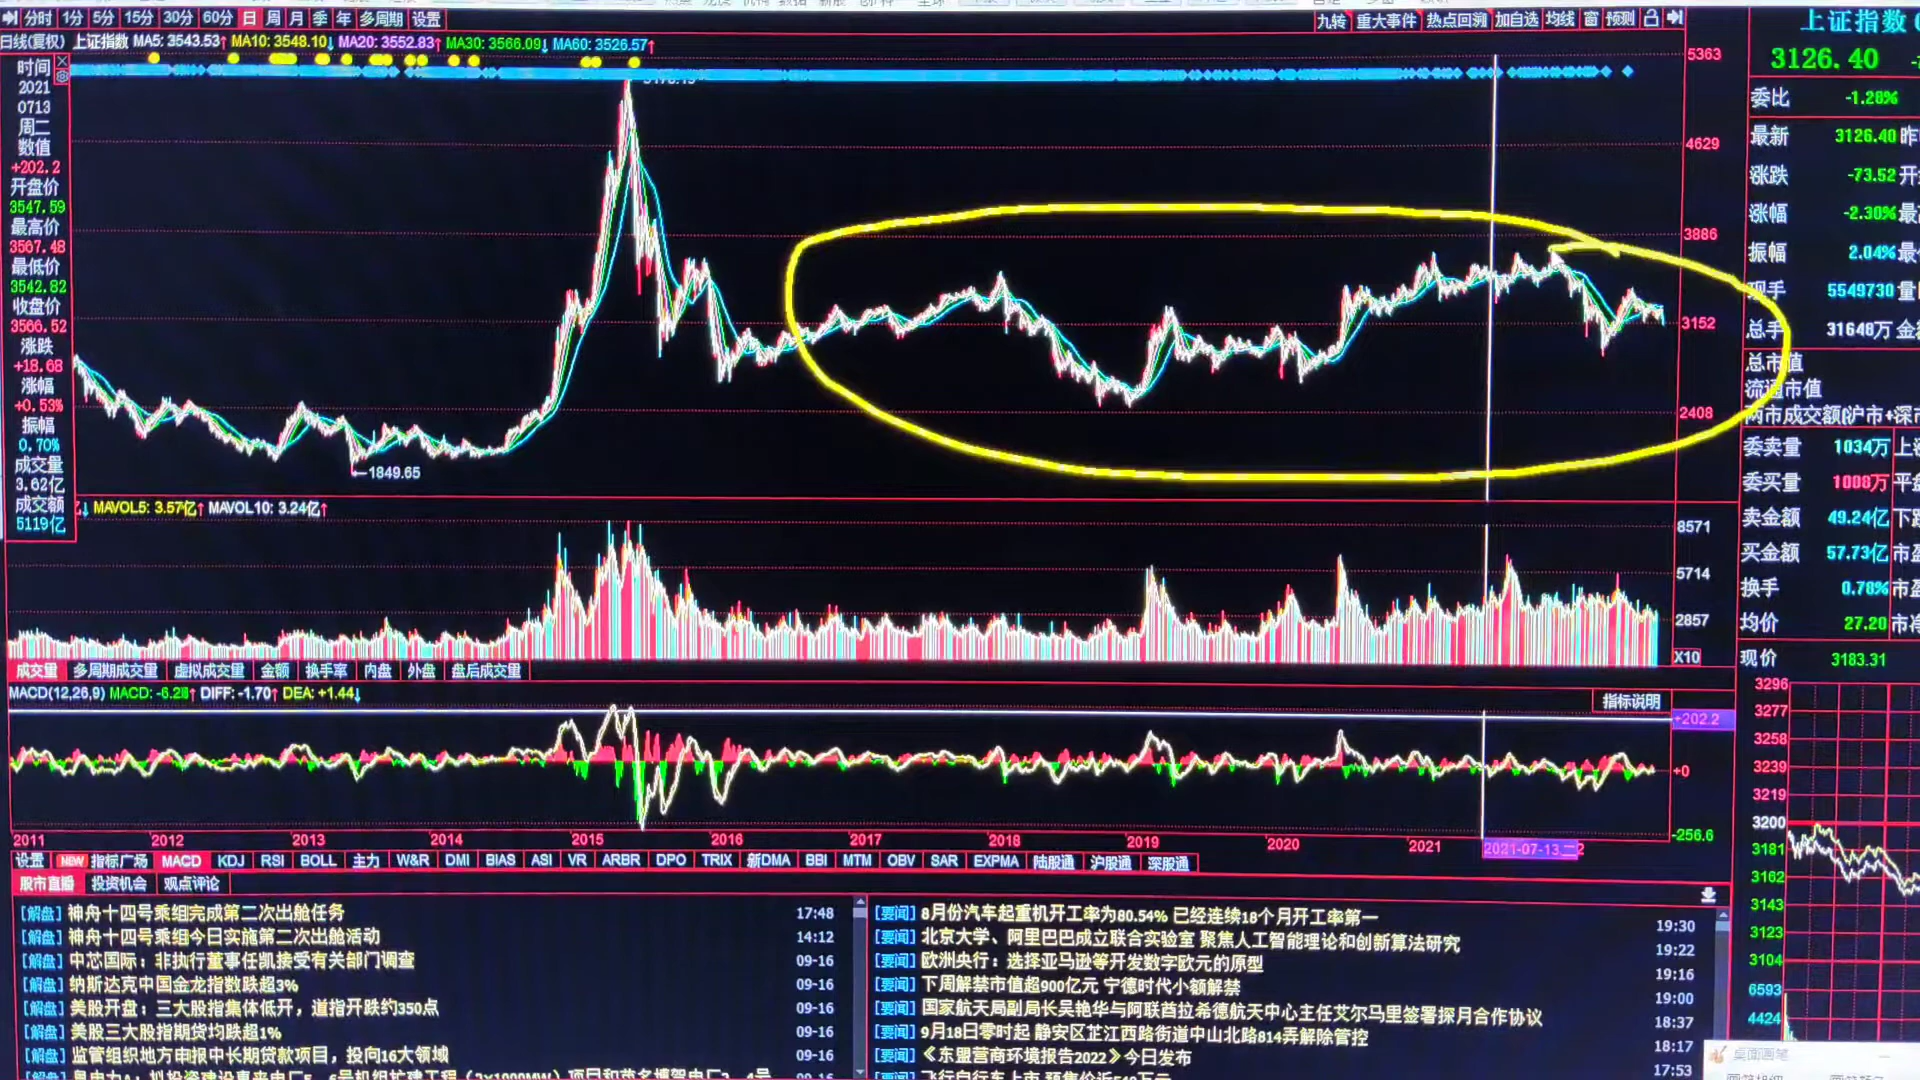 分时 1分 5分 15分 30分 60分 日 周 月 季 年 多周期 设置
九转 重大事件 热点回溯 加自选 均线 窗 预测
日线(复权) 上证指数 MA5: 3543.53↑ MA10: 3548.10↓ MA20: 3552.83↑ MA30: 3566.09↓ MA60: 3526.57↑
时间
2021
0713
周二
数值
+202.2
开盘价
3547.59
最高价
3567.48
最低价
3542.82
收盘价
3566.52
涨跌
+18.68
涨幅
+0.53%
振幅
0.70%
成交量
3.62亿
成交额
5119亿
5363
4629
3886
3152
2408
←1849.65
MAVOL5: 3.57亿↑ MAVOL10: 3.24亿↑
8571
5714
2857
X10
成交量 多周期成交量 虚拟成交量 金额 换手率 内盘 外盘 盘后成交量
MACD(12,26,9) MACD: -6.28↑ DIFF: -1.70↑ DEA: +1.44↓
指标说明
+202.2
+0
-256.6
2011 2012 2013 2014 2015 2016 2017 2018 2019 2020 2021 2021-07-13二 2
设置 NEW 指标广场 MACD KDJ RSI BOLL 主力 W&R DMI BIAS ASI VR ARBR DPO TRIX 新DMA BBI MTM OBV SAR EXPMA 陆股通 沪股通 深股通
股市直播 投资机会 观点评论
[解盘] 神舟十四号乘组完成第二次出舱任务 17:48
[解盘] 神舟十四号乘组今日实施第二次出舱活动 14:12
[解盘] 中芯国际：非执行董事任凯接受有关部门调查 09-16
[解盘] 纳斯达克中国金龙指数跌超3% 09-16
[解盘] 美股开盘：三大股指集体低开，道指开跌约350点 09-16
[解盘] 美股三大股指期货均跌超1% 09-16
[解盘] 监管组织地方申报中长期贷款项目，投向16大领域 09-16
[要闻] 8月份汽车起重机开工率为80.54% 已经连续18个月开工率第一 19:30
[要闻] 北京大学、阿里巴巴成立联合实验室 聚焦人工智能理论和创新算法研究 19:22
[要闻] 欧洲央行：选择亚马逊等开发数字欧元的原型 19:16
[要闻] 下周解禁市值超900亿元 宁德时代小额解禁 19:00
[要闻] 国家航天局副局长吴艳华与阿联酋拉希德航天中心主任艾尔马里签署探月合作协议 18:37
[要闻] 9月18日零时起 静安区芷江西路街道中山北路814弄解除管控 18:17
[要闻] 《东盟营商环境报告2022》今日发布 17:53
上证指数
3126.40
委比 -1.28%
最新 3126.40 昨
涨跌 -73.52 开
涨幅 -2.30% 最
振幅 2.04% 最
现手 5549730 量
总手 31648万 金
总市值
流通市值
两市成交额(沪市+深市
委卖量 1034万 上
委买量 1008万 平
卖金额 49.24亿 下
买金额 57.73亿 市
换手 0.78% 市
均价 27.20 市
现价 3183.31
3296
3277
3258
3239
3219
3200
3181
3162
3143
3123
3104
6593
4424
桌面画笔